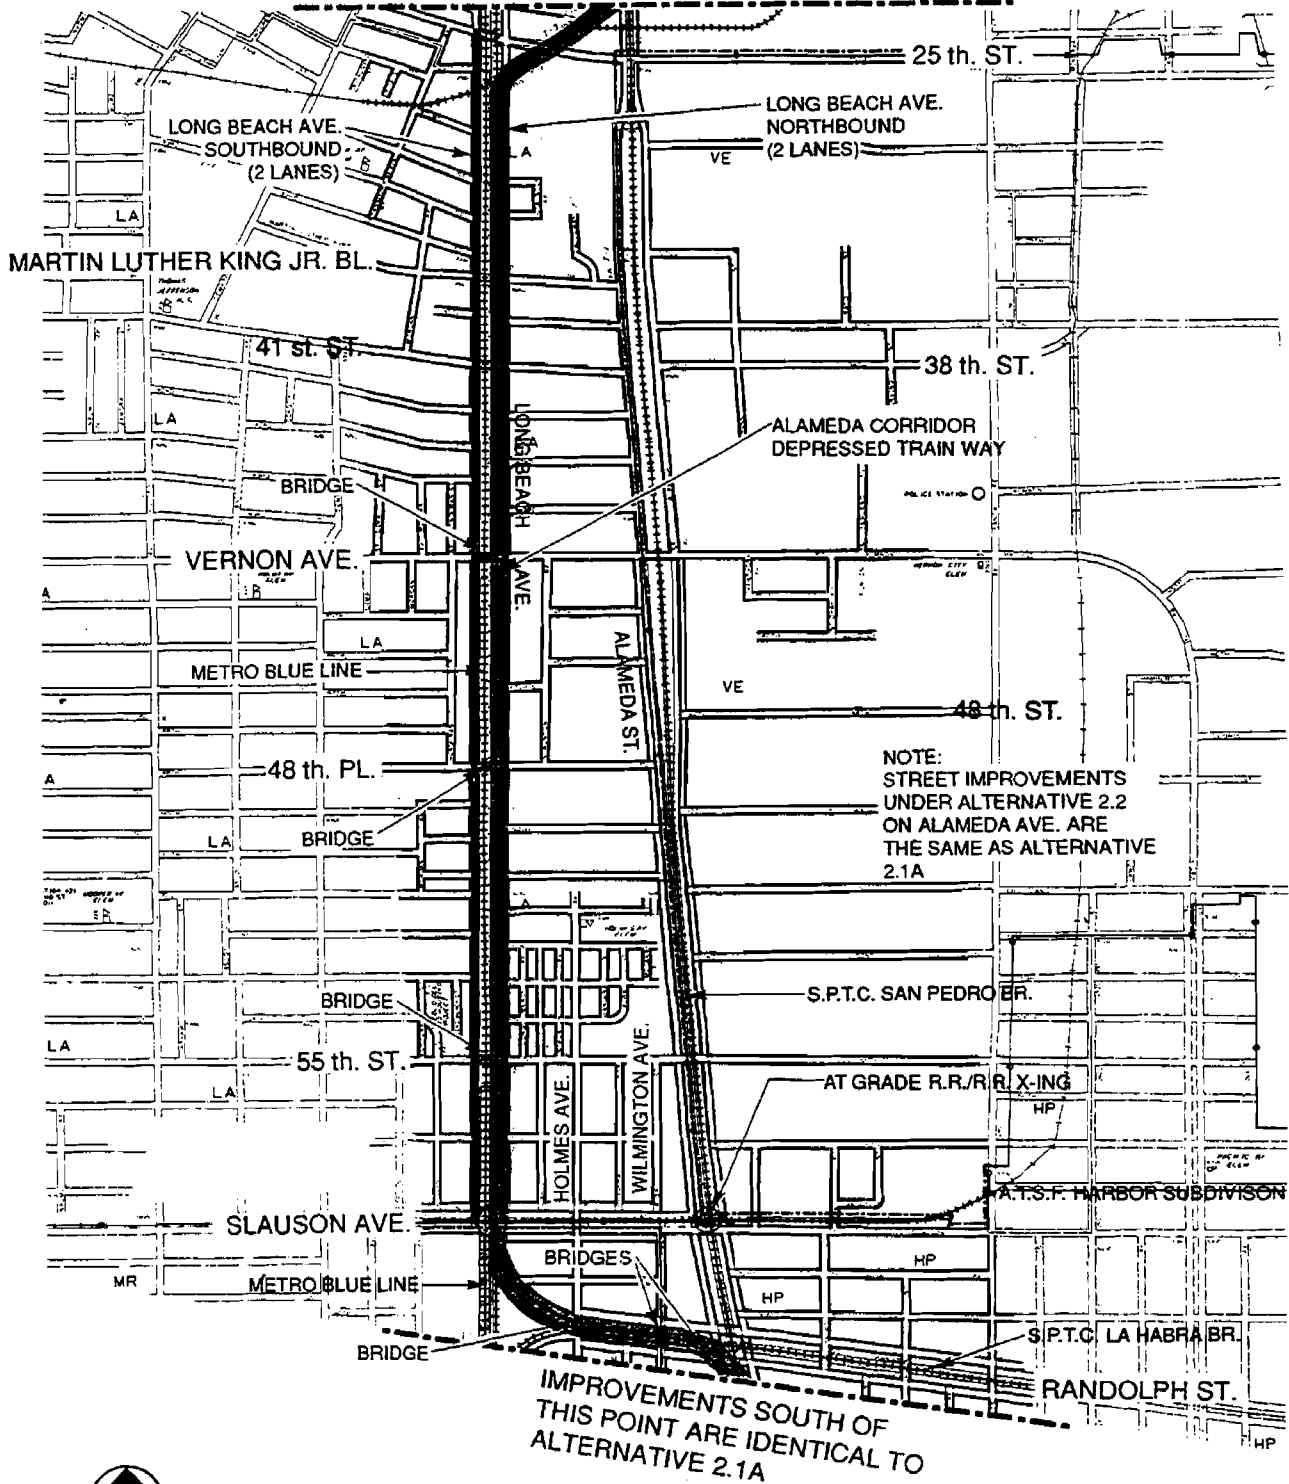 25 th. ST.
LONG BEACH AVE.
NORTHBOUND
(2 LANES)
LONG BEACH AVE.
SOUTHBOUND
(2 LANES)
LA
VE
LA
MARTIN LUTHER KING JR. BL.
41 st. ST.
38 th. ST.
LA
LONG BEACH AVE.
ALAMEDA CORRIDOR
DEPRESSED TRAIN WAY
BRIDGE
POLICE STATION
VERNON AVE.
VERNON CITY
ELEM
A
LA
ALAMEDA ST.
METRO BLUE LINE
VE
48 th. ST.
48 th. PL.
NOTE:
STREET IMPROVEMENTS
UNDER ALTERNATIVE 2.2
ON ALAMEDA AVE. ARE
THE SAME AS ALTERNATIVE
2.1A
A
LA
BRIDGE
S.P.T.C. SAN PEDRO BR.
BRIDGE
LA
55 th. ST.
LA
HOLMES AVE.
WILMINGTON AVE.
AT GRADE R.R./R.R. X-ING
HP
A.T.S.F. HARBOR SUBDIVISON
SLAUSON AVE.
BRIDGES
HP
MR
METRO BLUE LINE
HP
BRIDGE
S.P.T.C. LA HABRA BR.
RANDOLPH ST.
IMPROVEMENTS SOUTH OF
THIS POINT ARE IDENTICAL TO
ALTERNATIVE 2.1A
HP